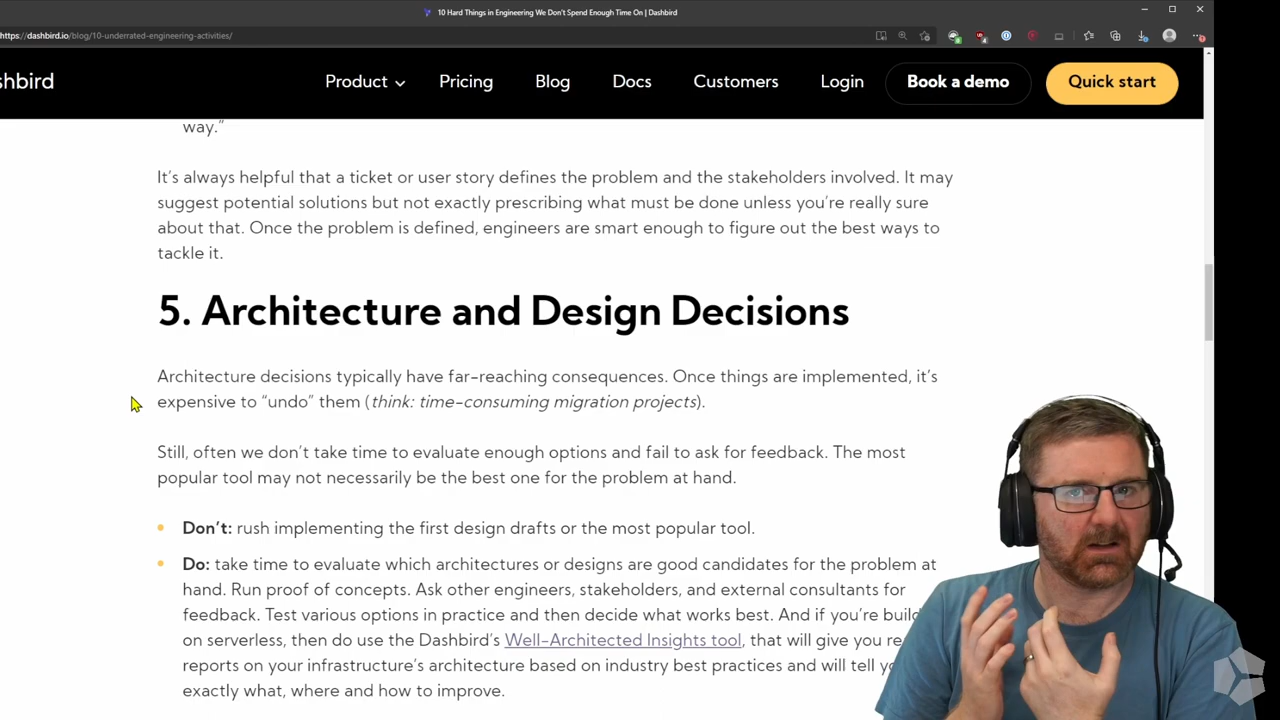 10 Hard Things in Engineering We Don't Spend Enough Time On | Dashbird
https://dashbird.io/blog/10-underrated-engineering-activities/
shbird
Product
Pricing
Blog
Docs
Customers
Login
Book a demo
Quick start
way.”
It’s always helpful that a ticket or user story defines the problem and the stakeholders involved. It may
suggest potential solutions but not exactly prescribing what must be done unless you’re really sure
about that. Once the problem is defined, engineers are smart enough to figure out the best ways to
tackle it.
5. Architecture and Design Decisions
Architecture decisions typically have far-reaching consequences. Once things are implemented, it’s
expensive to “undo” them (think: time-consuming migration projects).
Still, often we don’t take time to evaluate enough options and fail to ask for feedback. The most
popular tool may not necessarily be the best one for the problem at hand.
Don’t: rush implementing the first design drafts or the most popular tool.
Do: take time to evaluate which architectures or designs are good candidates for the problem at
hand. Run proof of concepts. Ask other engineers, stakeholders, and external consultants for
feedback. Test various options in practice and then decide what works best. And if you’re build
on serverless, then do use the Dashbird’s Well-Architected Insights tool, that will give you re
reports on your infrastructure’s architecture based on industry best practices and will tell y
exactly what, where and how to improve.